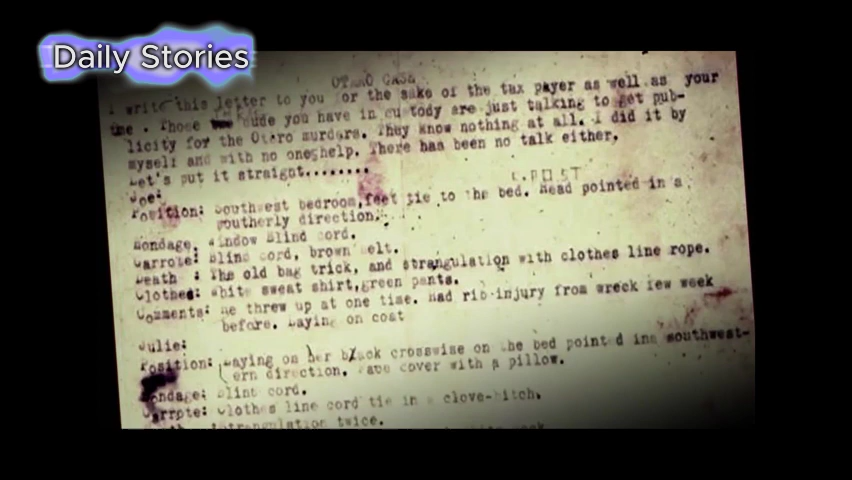 Daily Stories
OTERO CASE
I write this letter to you for the sake of the tax payer as well as your
time. Those dude you have in custody are just talking to get pub-
licity for the Otero murders. They know nothing at all. I did it by
myself and with no oneshelp. There has been no talk either.
Let's put it straight........
C.POST
Joe:
Position: Southwest bedroom,feet tie to the bed. Head pointed in a
southerly direction.
Bondage: Window Blind cord.
Garrote: Blind cord, brown belt.
Death : The old bag trick, and strangulation with clothes line rope.
Clothed: White sweat shirt,green pants.
Comments: He threw up at one time. Had rib-injury from wreck few week
before. Laying on coat
Julie:
Position: Laying on her black crosswise on the bed pointed in a southwest-
ern direction. Face cover with a pillow.
Bondage: Blind cord.
Garrote: Clothes line cord tie in a clove-hitch.
strangulation twice.